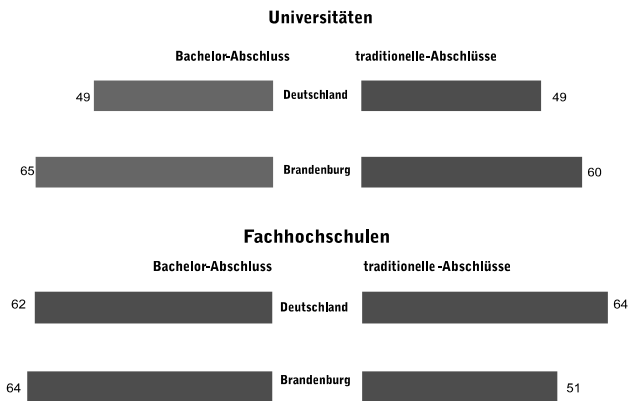 Universitäten
Bachelor-Abschluss traditionelle-Abschlüsse
49 Deutschland 49
65 Brandenburg 60
Fachhochschulen
Bachelor-Abschluss traditionelle-Abschlüsse
62 Deutschland 64
64 Brandenburg 51